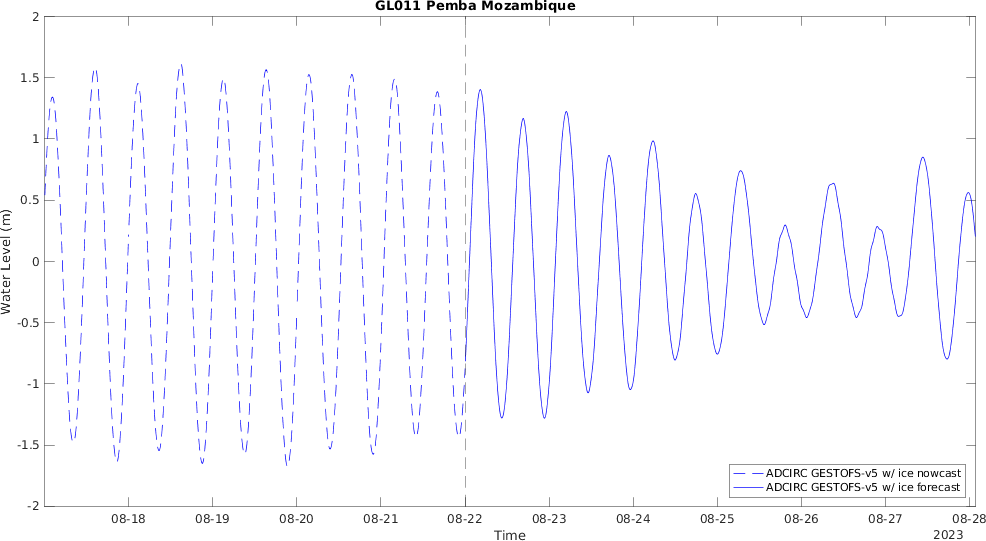 GL011 Pemba Mozambique
2
1.5
1
0.5
0
-0.5
-1
-1.5
-2
Water Level (m)
ADCIRC GESTOFS-v5 w/ ice nowcast
ADCIRC GESTOFS-v5 w/ ice forecast
08-18 08-19 08-20 08-21 08-22 08-23 08-24 08-25 08-26 08-27 08-28
Time
2023